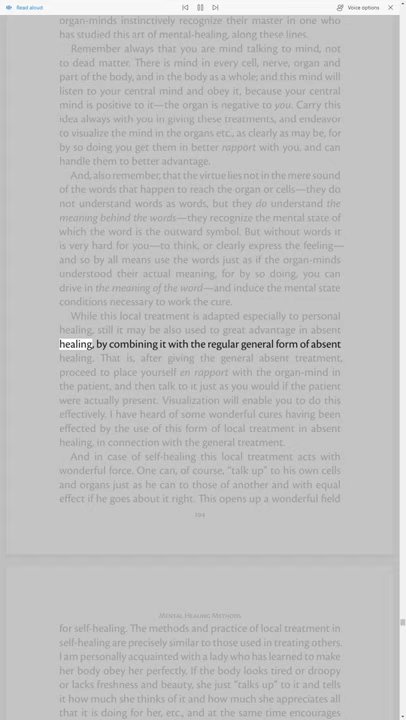 Read aloud
Voice options
organ-minds instinctively recognize their master in one who
has studied this art of mental-healing, along these lines.
Remember always that you are mind talking to mind, not
to dead matter. There is mind in every cell, nerve, organ and
part of the body, and in the body as a whole; and this mind will
listen to your central mind and obey it, because your central
mind is positive to it—the organ is negative to you. Carry this
idea always with you in giving these treatments, and endeavor
to visualize the mind in the organs etc., as clearly as may be, for
by so doing you get them in better rapport with you, and can
handle them to better advantage.
And, also remember, that the virtue lies not in the mere sound
of the words that happen to reach the organ or cells—they do
not understand words as words, but they do understand the
meaning behind the words—they recognize the mental state of
which the word is the outward symbol. But without words it
is very hard for you—to think, or clearly express the feeling—
and so by all means use the words just as if the organ-minds
understood their actual meaning, for by so doing, you can
drive in the meaning of the word—and induce the mental state
conditions necessary to work the cure.
While this local treatment is adapted especially to personal
healing, still it may be also used to great advantage in absent
healing, by combining it with the regular general form of absent
healing. That is, after giving the general absent treatment,
proceed to place yourself en rapport with the organ-mind in
the patient, and then talk to it just as you would if the patient
were actually present. Visualization will enable you to do this
effectively. I have heard of some wonderful cures having been
effected by the use of this form of local treatment in absent
healing, in connection with the general treatment.
And in case of self-healing this local treatment acts with
wonderful force. One can, of course, "talk up" to his own cells
and organs just as he can to those of another and with equal
effect if he goes about it right. This opens up a wonderful field
Mental Healing Methods
for self-healing. The methods and practice of local treatment in
self-healing are precisely similar to those used in treating others.
I am personally acquainted with a lady who has learned to make
her body obey her perfectly. If the body looks tired or droopy
or lacks freshness and beauty, she just "talks up" to it and tells
it how much she thinks of it and how much she appreciates all
that it is doing for her, etc., and at the same time encourages